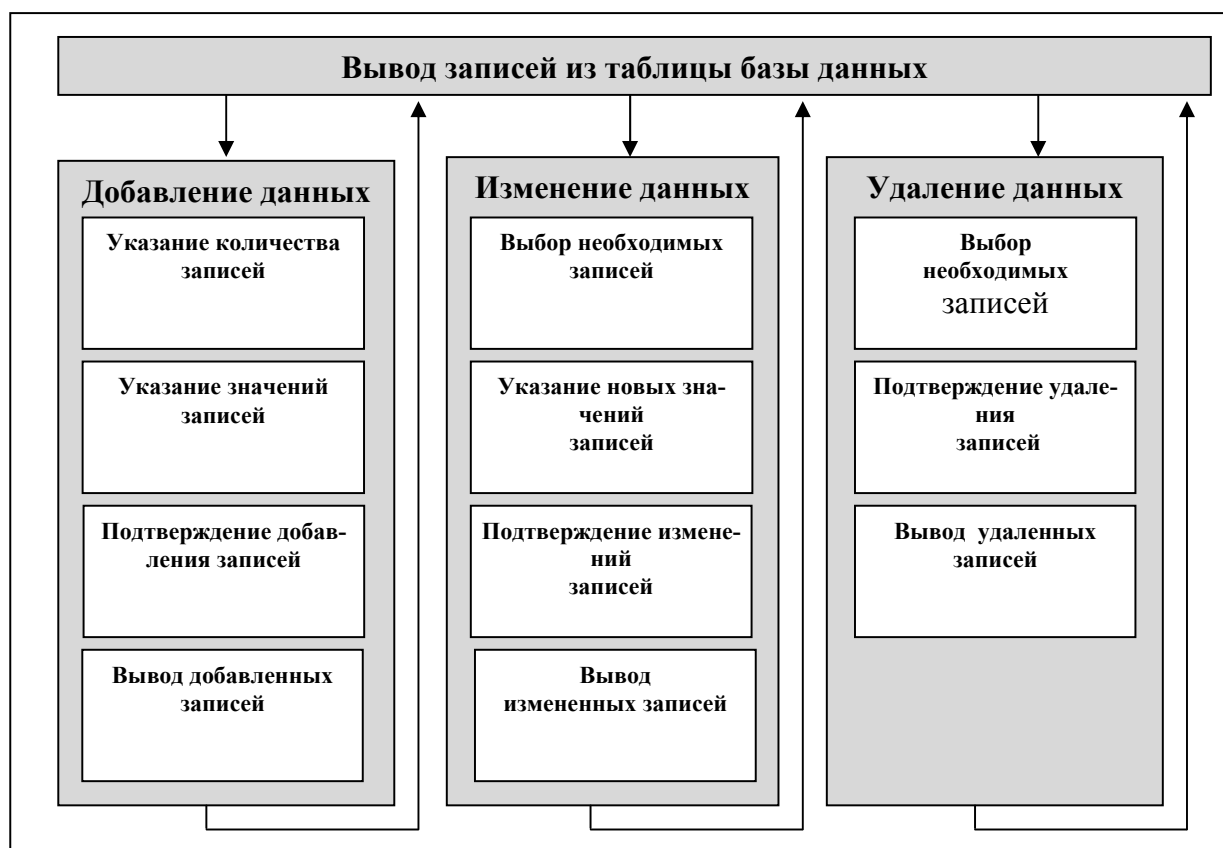 Вывод записей из таблицы базы данных
Добавление данных
Указание количества
записей
Указание значений
записей
Подтверждение добав-
ления записей
Вывод добавленных
записей
Изменение данных
Выбор необходимых
записей
Указание новых зна-
чений
записей
Подтверждение измене-
ний
записей
Вывод
измененных записей
Удаление данных
Выбор
необходимых
записей
Подтверждение удале-
ния
записей
Вывод удаленных
записей